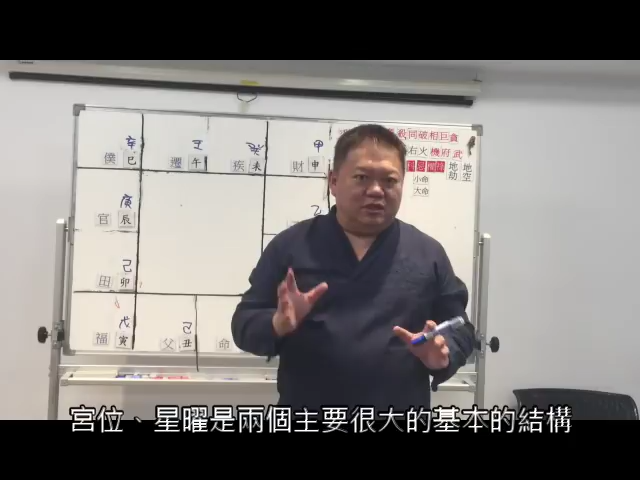 殺同破相巨貪
右火機府武
地劫
地空
小命
大命
辛
僕 巳
壬
遷 午
癸
疾 未
甲
財 申
庚
官 辰
乙
己
田 卯
戊
福 寅
己
父 丑
命
宮位、星曜是兩個主要很大的基本的結構